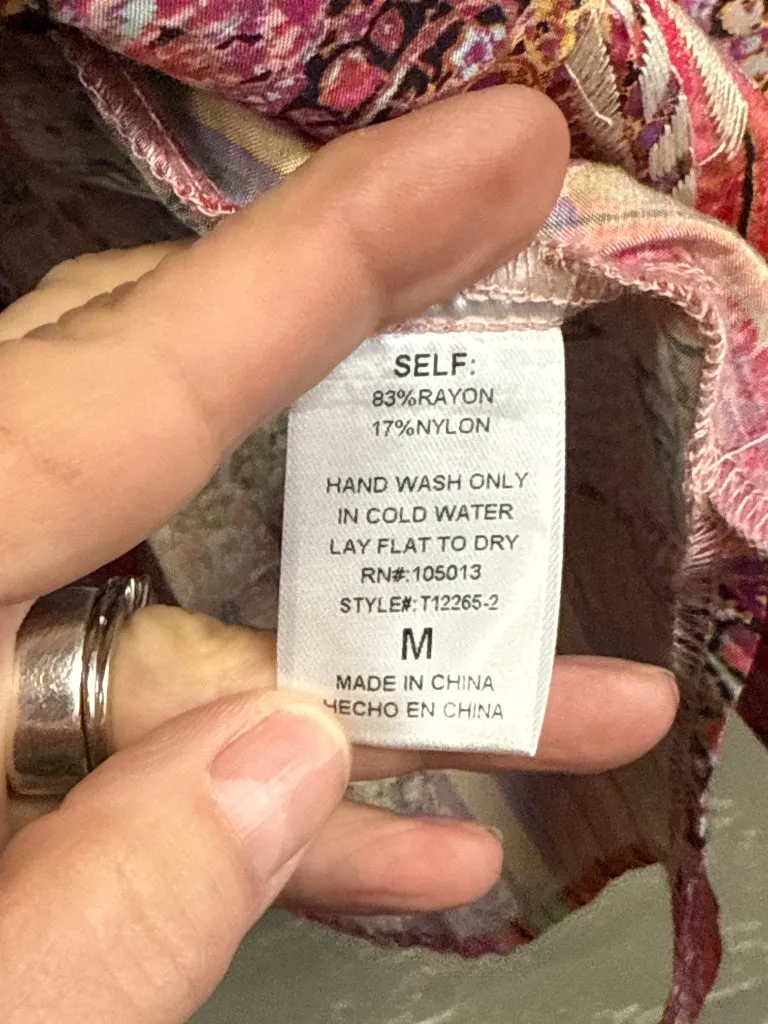 SELF:
83%RAYON
17%NYLON
HAND WASH ONLY
IN COLD WATER
LAY FLAT TO DRY
RN#:105013
STYLE#:T12265-2
M
MADE IN CHINA
HECHO EN CHINA